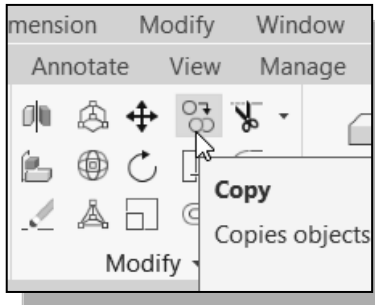 mension Modify Window
Annotate View Manage
Copy
Copies objects
Modify